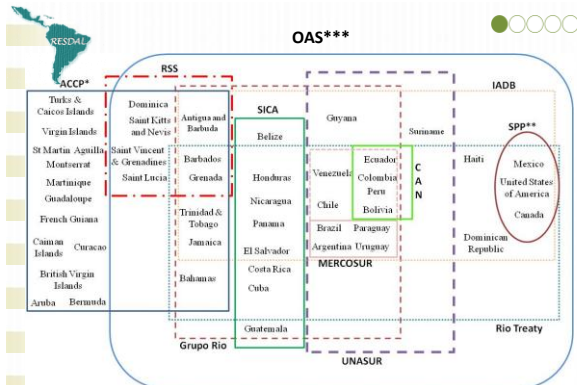 RESDAL
OAS***
RSS
ACCP*
IADB
SICA
SPP**
Turks &
Caicos Islands
Virgin Islands
St Martin Aguilla
Montserrat
Martinique
Guadaloupe
French Guiana
Caiman
Islands
Curacao
British Virgin
Islands
Aruba
Bermuda
Dominica
Saint Kitts
and Nevis
Saint Vincent
& Grenadines
Saint Lucia
Antigua and
Barbuda
Barbados
Grenada
Trinidad &
Tobago
Jamaica
Bahamas
Belize
Honduras
Nicaragua
Panama
El Salvador
Costa Rica
Cuba
Guatemala
Guyana
Suriname
Venezuela
Chile
Ecuador
Colombia
Peru
Bolivia
C
A
N
Brazil Paraguay
Argentina Uruguay
MERCOSUR
Haiti
Dominican
Republic
Mexico
United States
of America
Canada
Rio Treaty
Grupo Rio
UNASUR